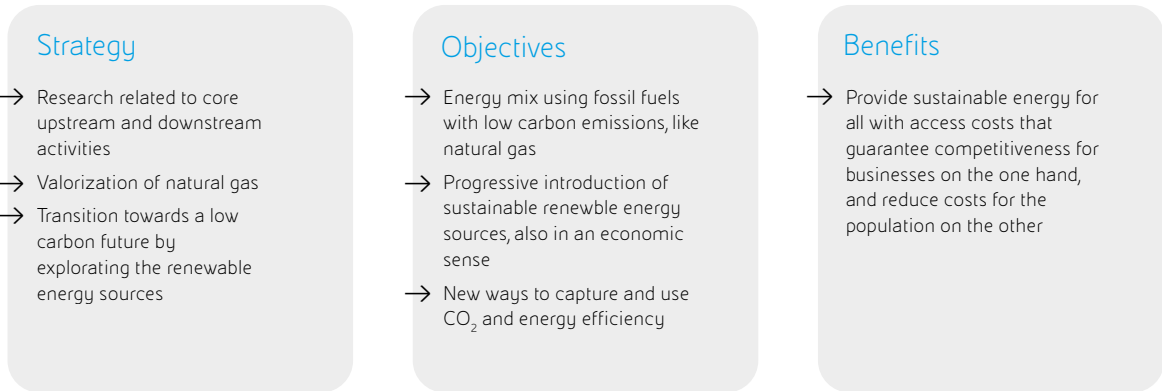 Strategy
→ Research related to core
upstream and downstream
activities
→ Valorization of natural gas
→ Transition towards a low
carbon future by
explorating the renewable
energy sources
Objectives
→ Energy mix using fossil fuels
with low carbon emissions, like
natural gas
→ Progressive introduction of
sustainable renewble energy
sources, also in an economic
sense
→ New ways to capture and use
CO₂ and energy efficiency
Benefits
→ Provide sustainable energy for
all with access costs that
guarantee competitiveness for
businesses on the one hand,
and reduce costs for the
population on the other